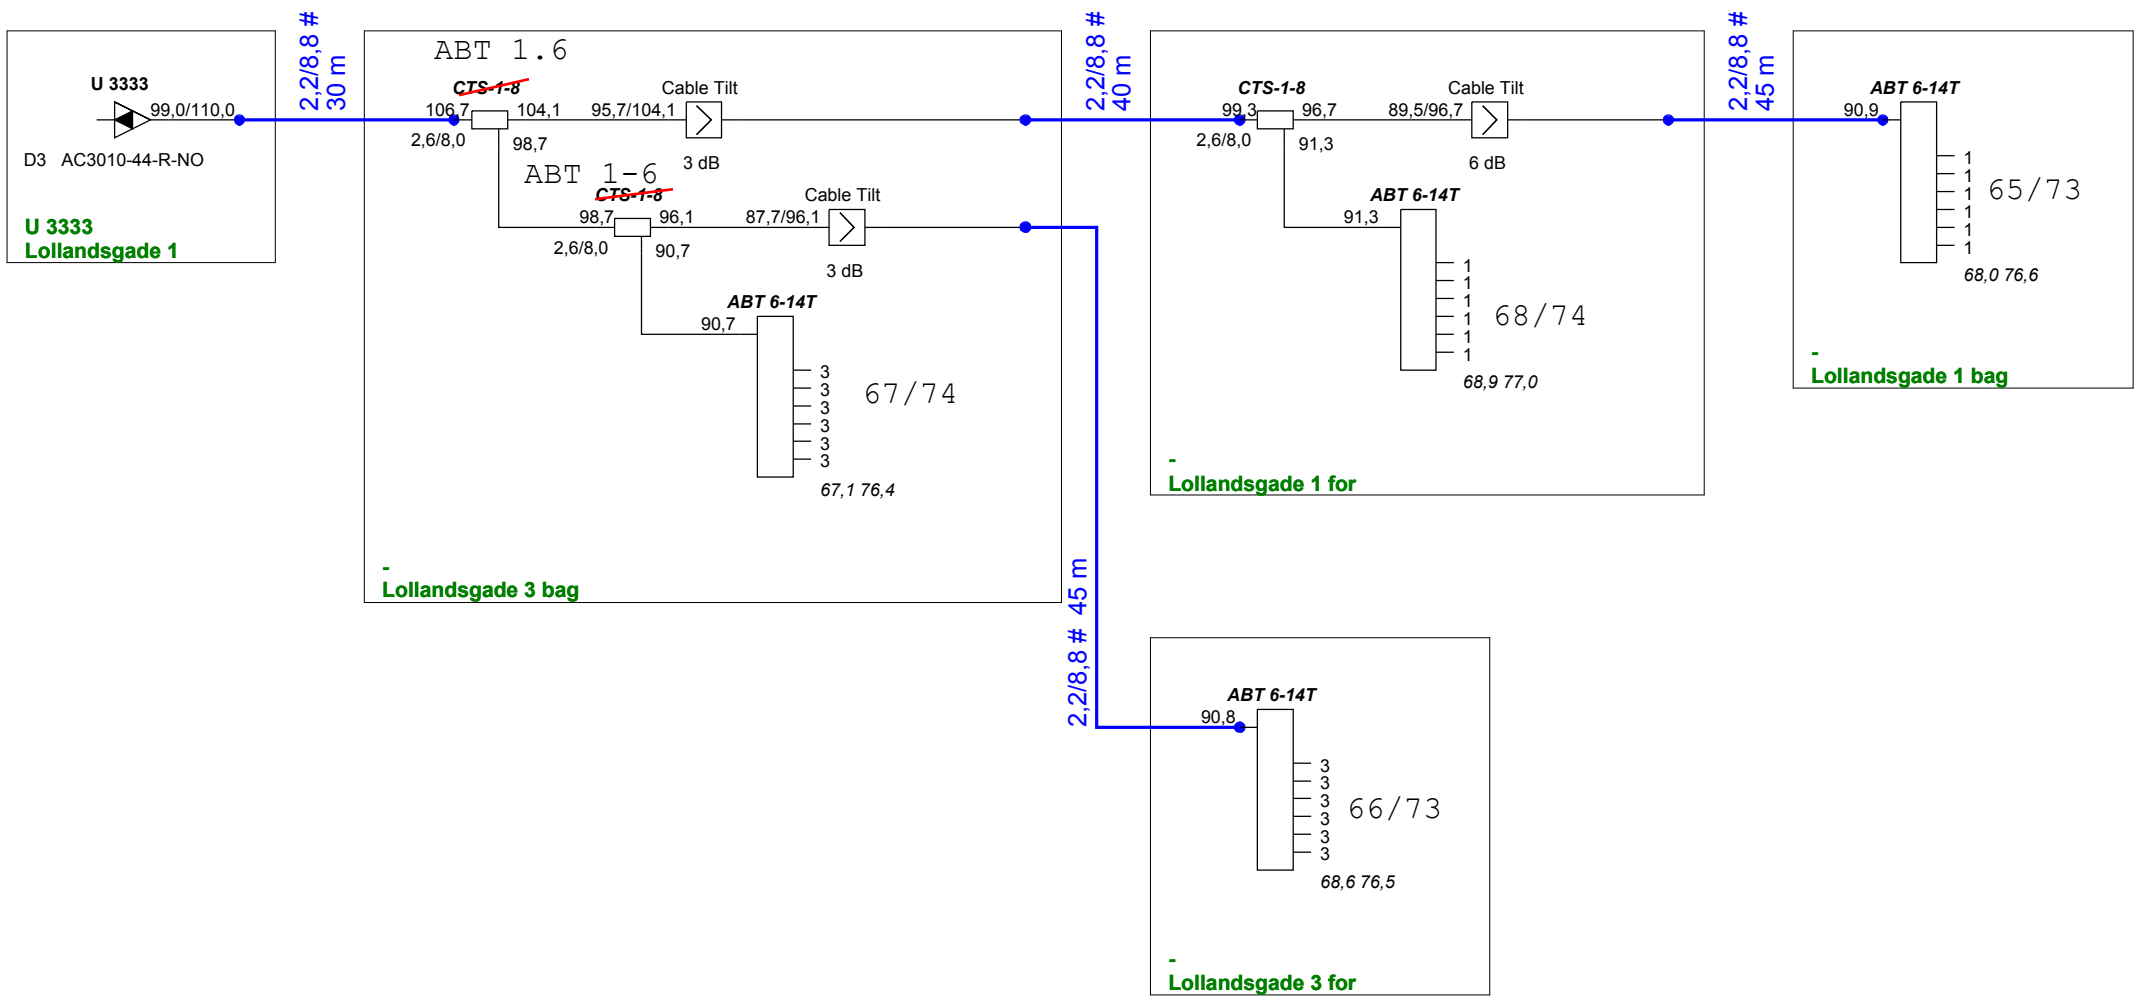 U 3333
99,0/110,0
D3 AC3010-44-R-NO
U 3333
Lollandsgade 1
2,2/8,8 #
30 m
ABT 1.6
CTS-1-8
106,7
104,1
95,7/104,1
Cable Tilt
2,6/8,0
98,7
3 dB
ABT 1-6
CTS-1-8
98,7
96,1
87,7/96,1
Cable Tilt
2,6/8,0
90,7
3 dB
ABT 6-14T
90,7
3
3
3
3
3
3
67/74
67,1 76,4
-
Lollandsgade 3 bag
2,2/8,8 #
40 m
CTS-1-8
99,3
96,7
89,5/96,7
Cable Tilt
2,6/8,0
91,3
6 dB
ABT 6-14T
91,3
1
1
1
1
1
1
68/74
68,9 77,0
-
Lollandsgade 1 for
2,2/8,8 #
45 m
ABT 6-14T
90,9
1
1
1
1
1
1
65/73
68,0 76,6
-
Lollandsgade 1 bag
2,2/8,8 # 45 m
ABT 6-14T
90,8
3
3
3
3
3
3
66/73
68,6 76,5
-
Lollandsgade 3 for